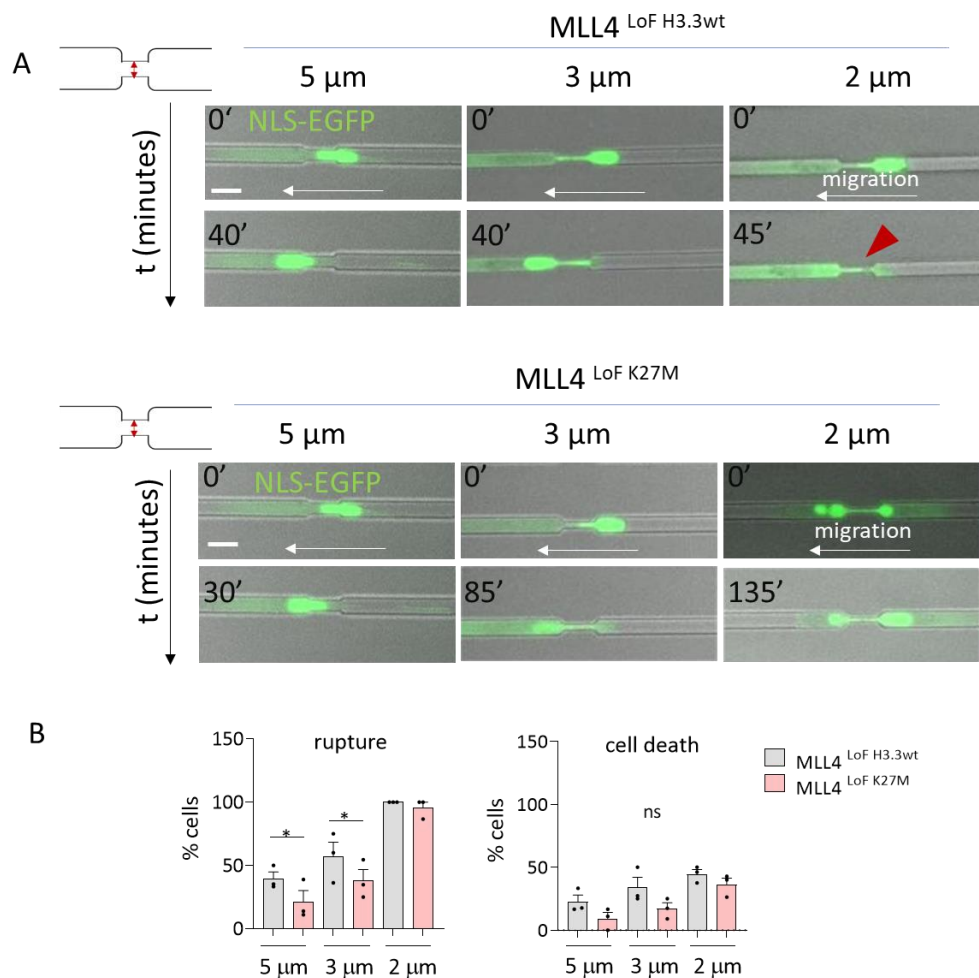 A
MLL4 LoF H3.3wt
5 μm 3 μm 2 μm
t (minutes)
0‘ NLS-EGFP
0’
0’
migration
40’
40’
45’
MLL4 LoF K27M
5 μm 3 μm 2 μm
t (minutes)
0’ NLS-EGFP
0’
0’
migration
30’
85’
135’
B
rupture
% cells
150
100
50
0
*
*
5 μm 3 μm 2 μm
cell death
% cells
150
100
50
0
ns
5 μm 3 μm 2 μm
MLL4 LoF H3.3wt
MLL4 LoF K27M